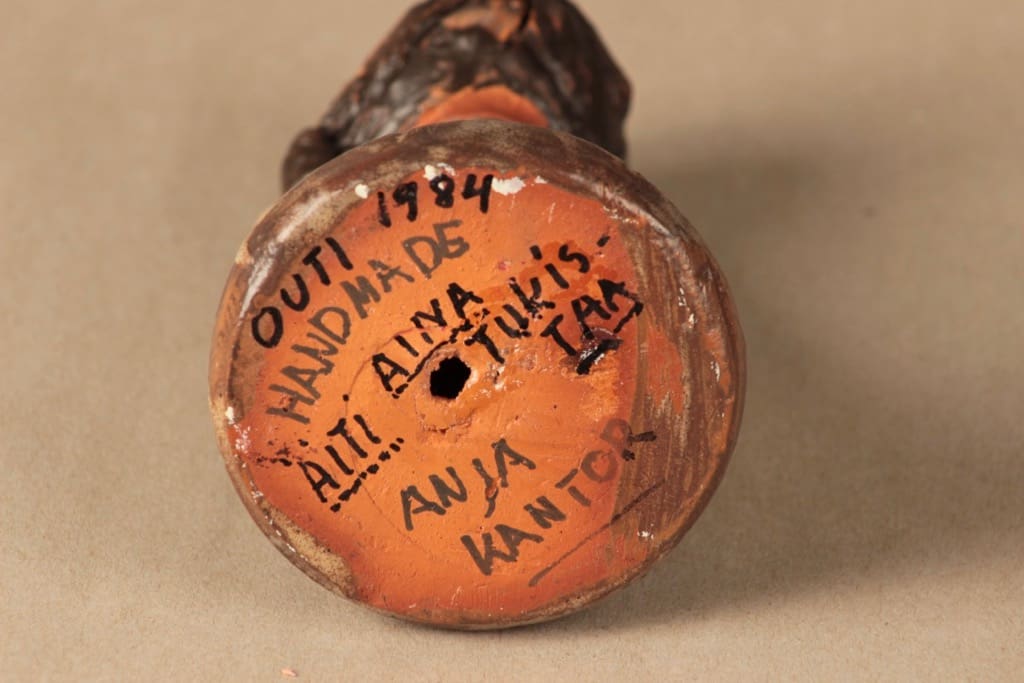 OUTI 1984
HANDMADE
ÄITI
AINA TUKIS-
TAA
ANJA
KANTOR